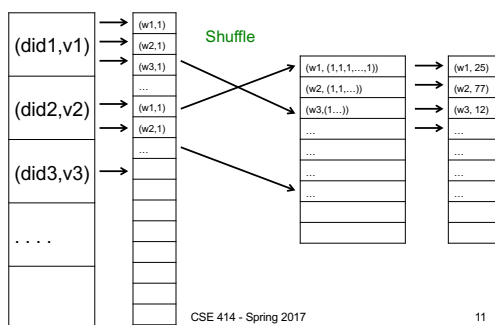 (did1,v1)
(did2,v2)
(did3,v3)
. . . .
(w1,1)
(w2,1)
(w3,1)
…
(w1,1)
(w2,1)
…
Shuffle
(w1, (1,1,1,…,1))
(w2, (1,1,…))
(w3,(1…))
…
…
…
…
(w1, 25)
(w2, 77)
(w3, 12)
…
…
…
…
CSE 414 - Spring 2017
11